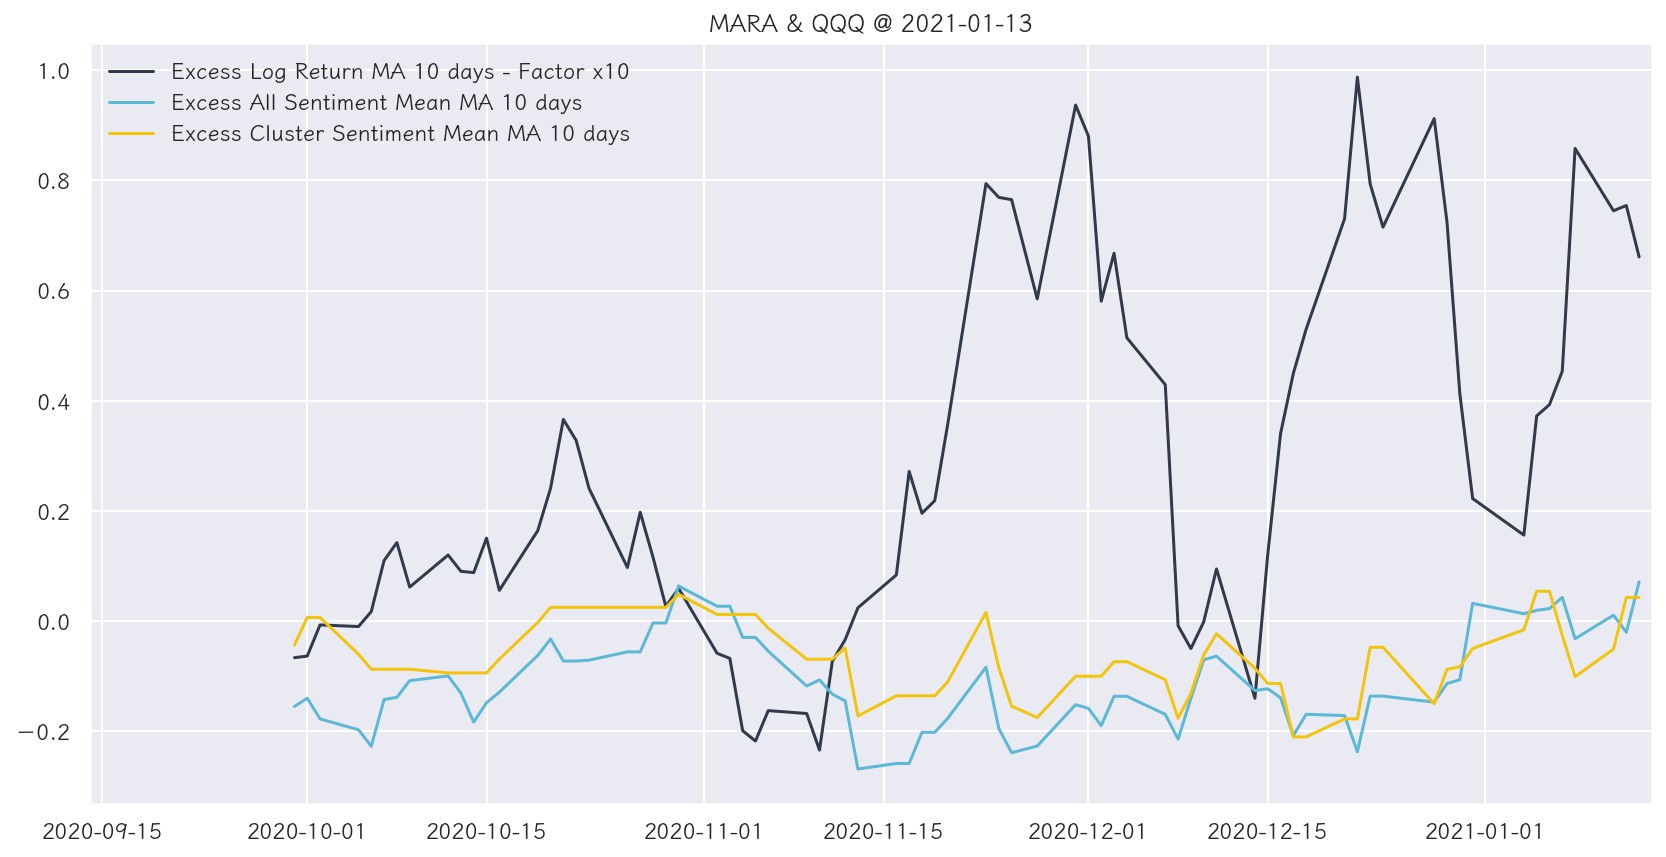 MARA & QQQ @ 2021-01-13
Excess Log Return MA 10 days - Factor x10
Excess All Sentiment Mean MA 10 days
Excess Cluster Sentiment Mean MA 10 days
1.0
0.8
0.6
0.4
0.2
0.0
−0.2
2020-09-15 2020-10-01 2020-10-15 2020-11-01 2020-11-15 2020-12-01 2020-12-15 2021-01-01